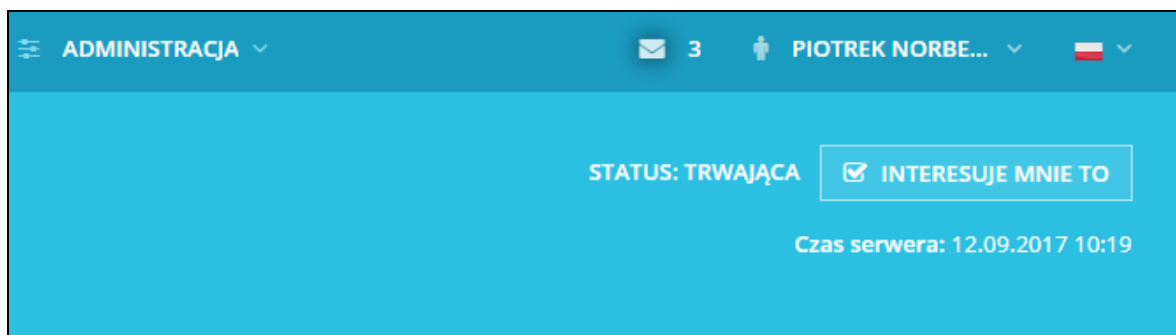 ADMINISTRACJA 3 PIOTREK NORBE...
STATUS: TRWAJĄCA INTERESUJE MNIE TO
Czas serwera: 12.09.2017 10:19